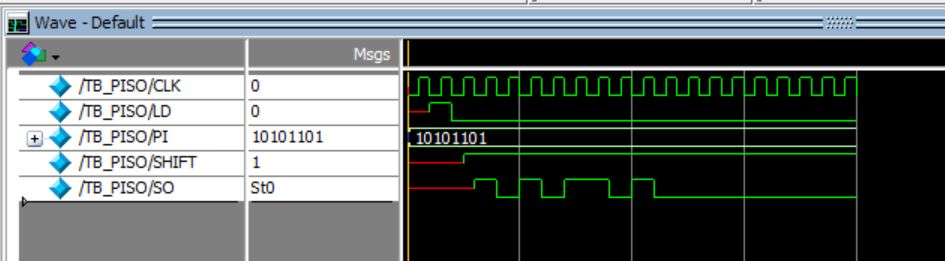 Wave - Default
Msgs
/TB_PISO/CLK 0
/TB_PISO/LD 0
/TB_PISO/PI 10101101 10101101
/TB_PISO/SHIFT 1
/TB_PISO/SO St0